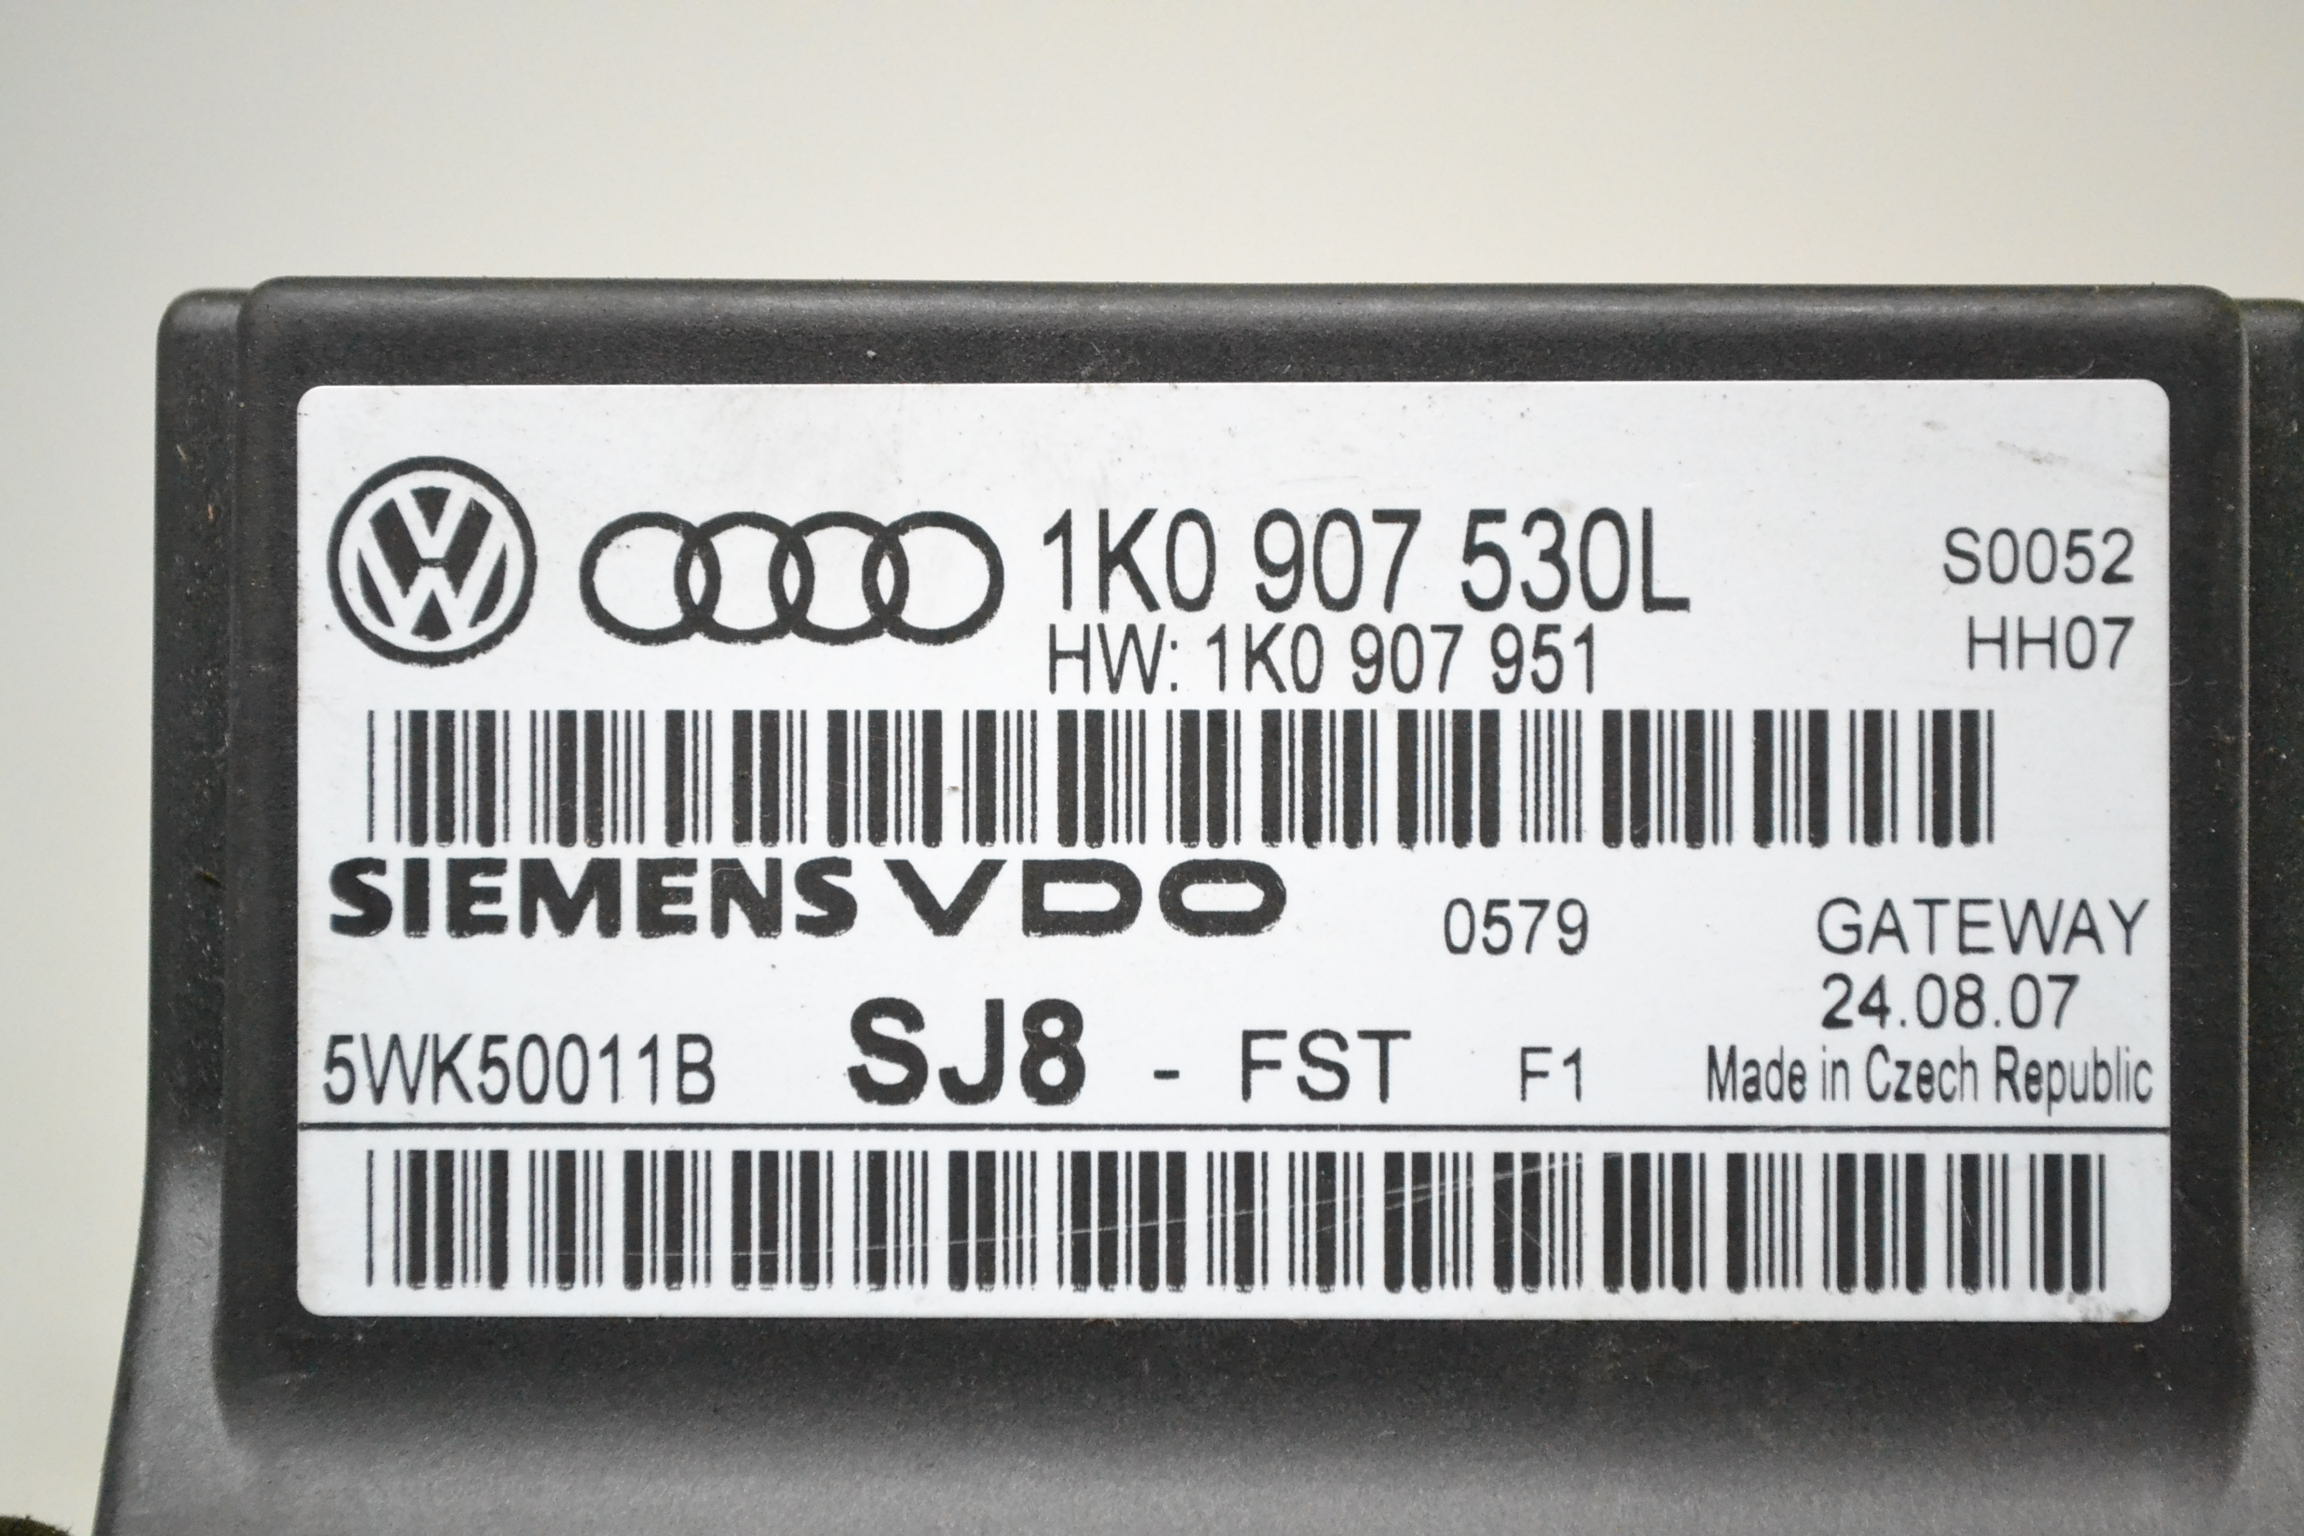 1K0 907 530L S0052
HW: 1K0 907 951 HH07
SIEMENS VDO 0579 GATEWAY
24.08.07
5WK50011B SJ8 - FST F1 Made in Czech Republic